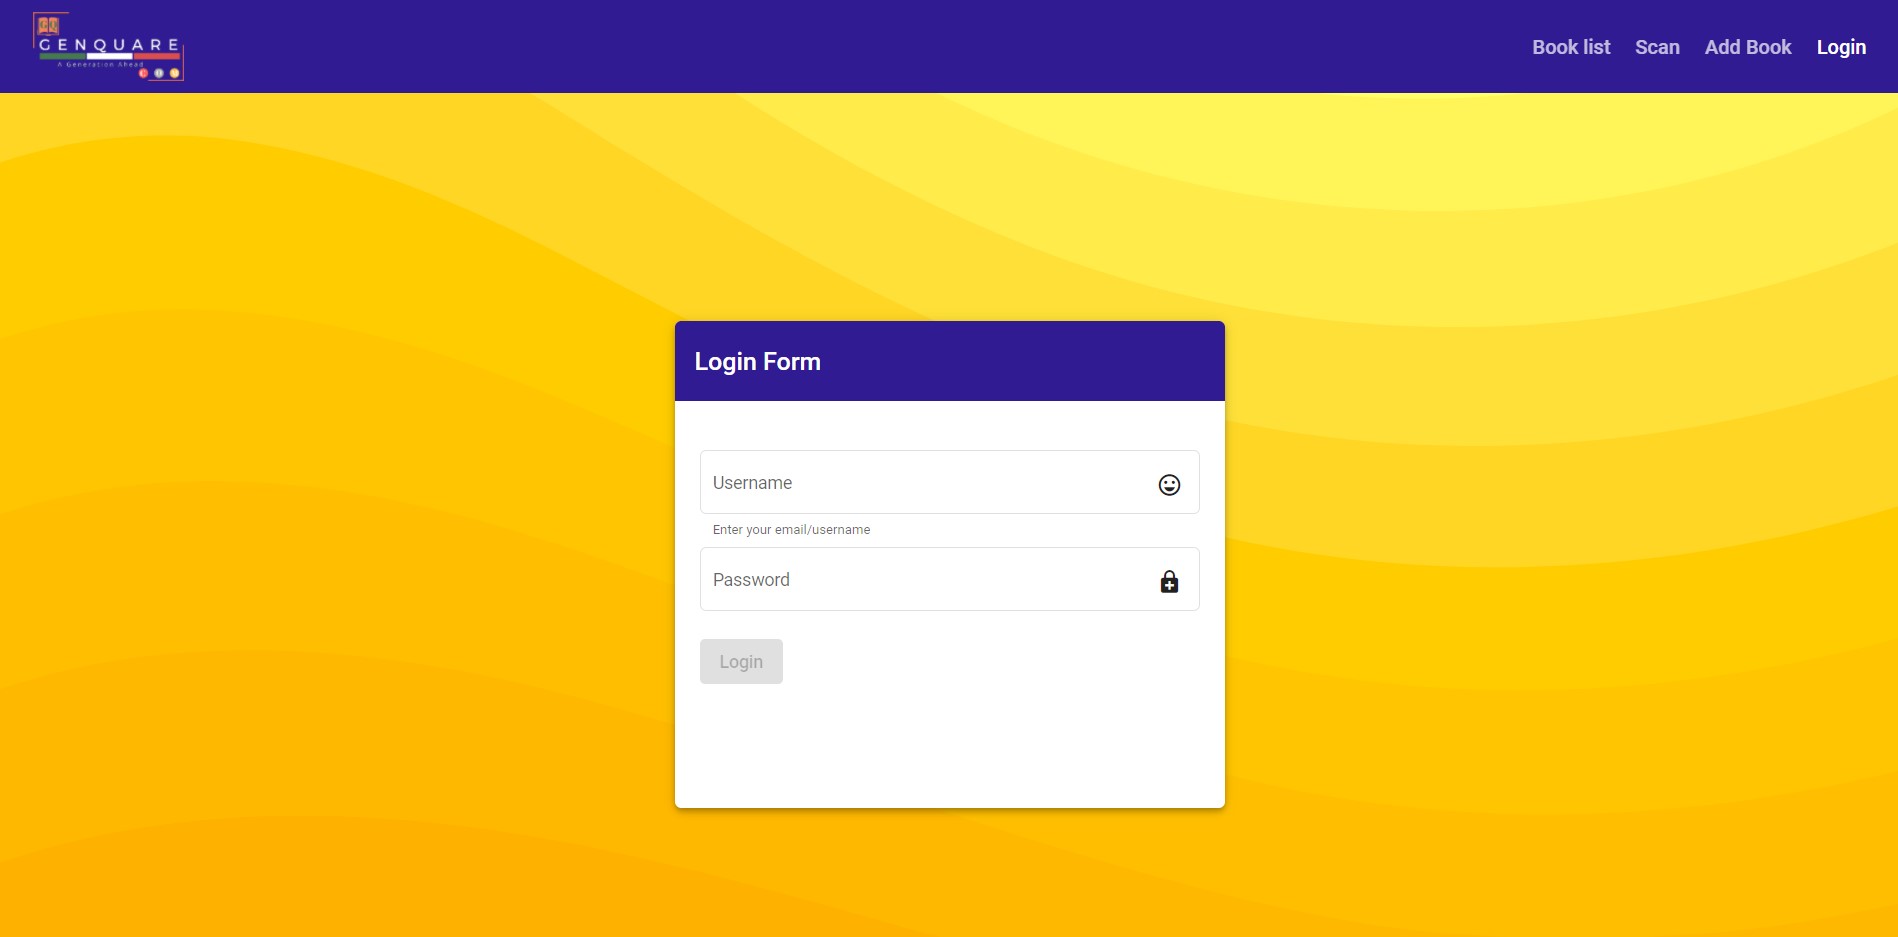 GENQUARE
A Generation Ahead
Book list
Scan
Add Book
Login
Login Form
Username
Enter your email/username
Password
Login